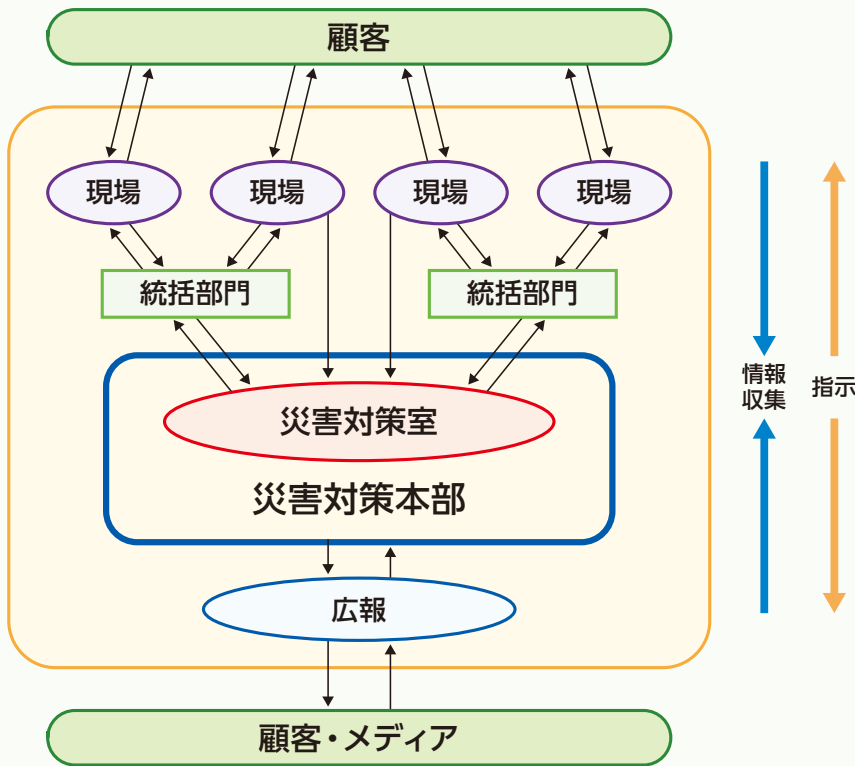 顧客
現場
現場
現場
現場
統括部門
統括部門
災害対策室
災害対策本部
広報
顧客・メディア
情報
収集
指示